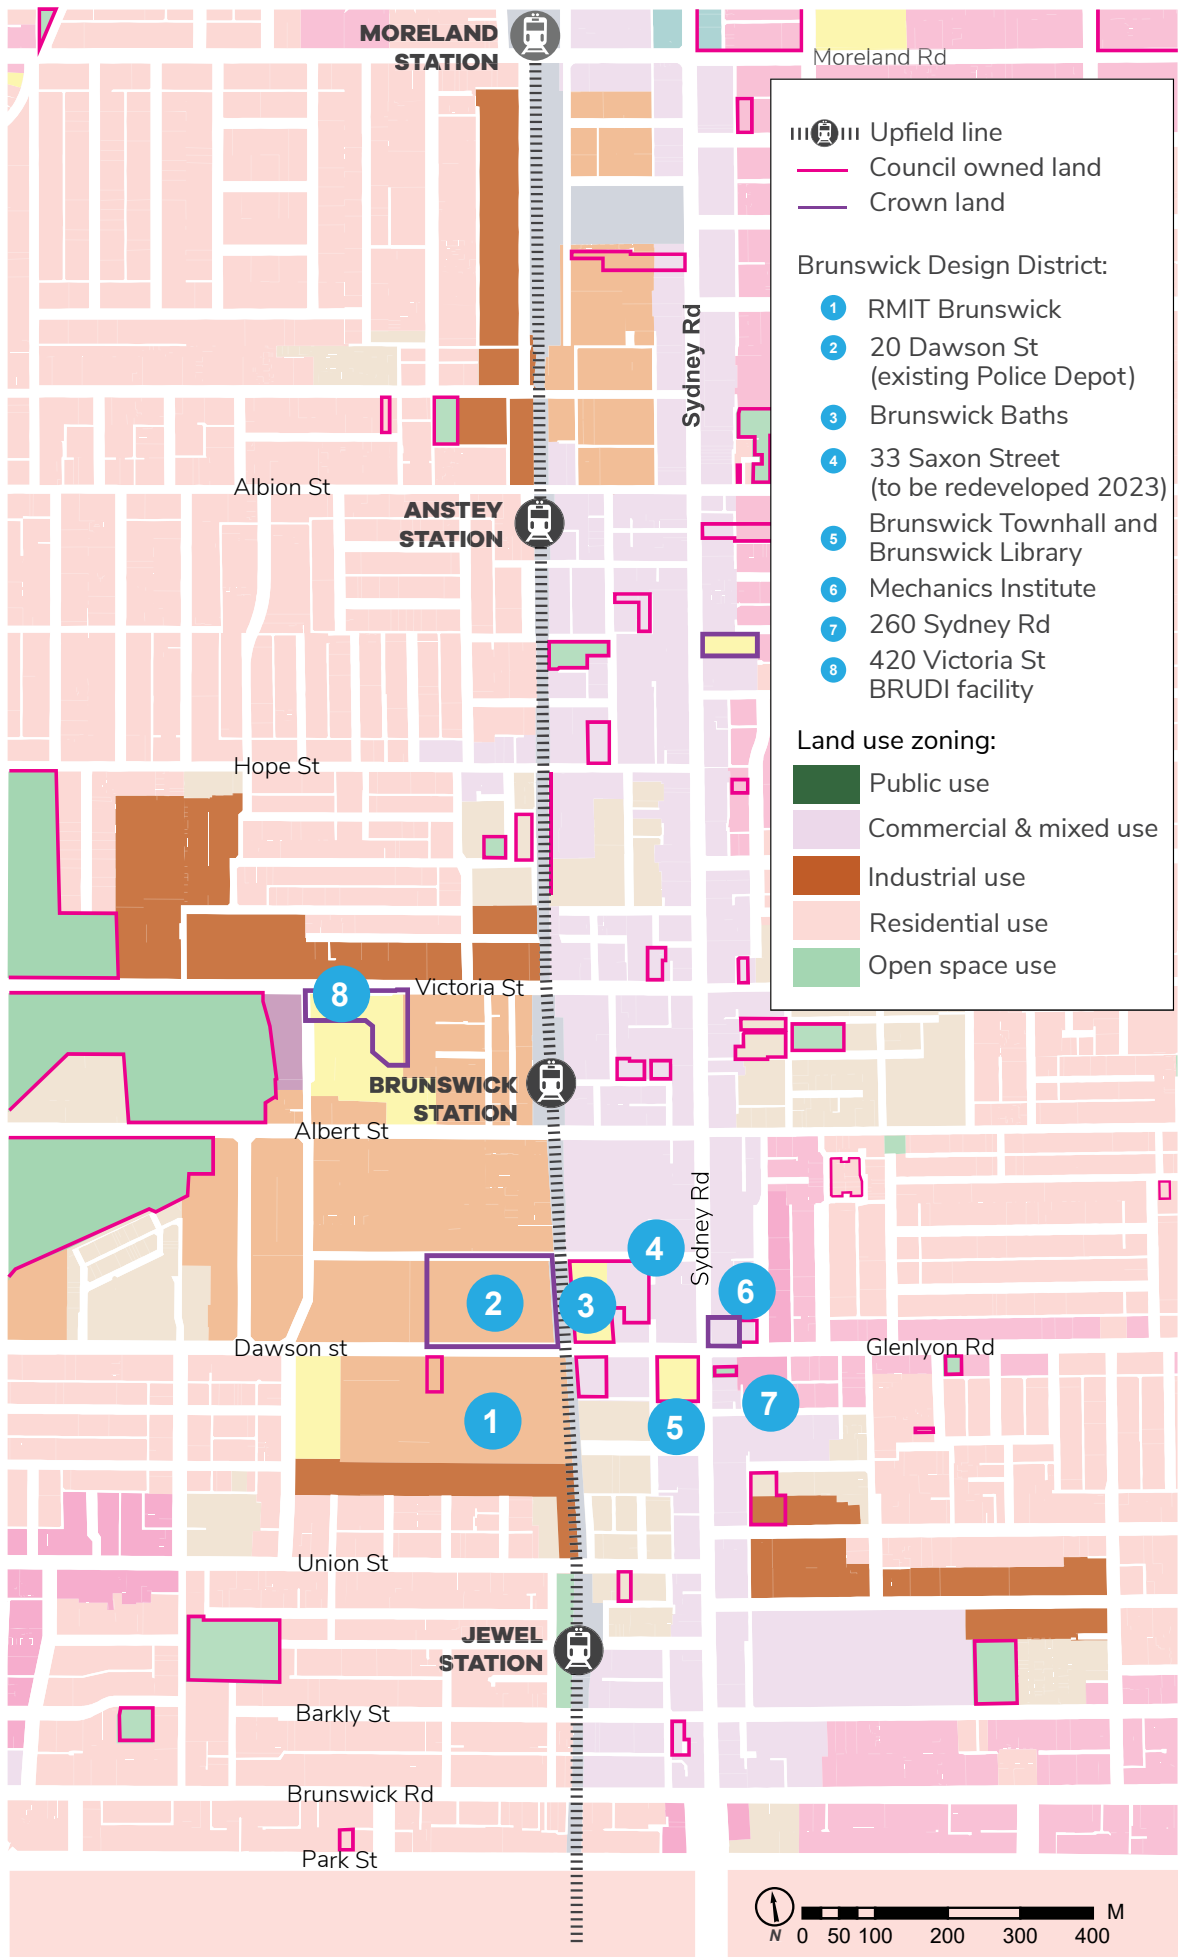 MORELAND
STATION
Moreland Rd
Upfield line
Council owned land
Crown land
Brunswick Design District:
1 RMIT Brunswick
2 20 Dawson St
(existing Police Depot)
3 Brunswick Baths
4 33 Saxon Street
(to be redeveloped 2023)
5 Brunswick Townhall and
Brunswick Library
6 Mechanics Institute
7 260 Sydney Rd
8 420 Victoria St
BRUDI facility
Land use zoning:
Public use
Commercial & mixed use
Industrial use
Residential use
Open space use
Sydney Rd
Albion St
ANSTEY
STATION
Hope St
Victoria St
8
BRUNSWICK
STATION
Albert St
Sydney Rd
4
6
2
3
Dawson st
Glenlyon Rd
7
1
5
Union St
JEWEL
STATION
Barkly St
Brunswick Rd
Park St
N
0 50 100 200 300 400
M